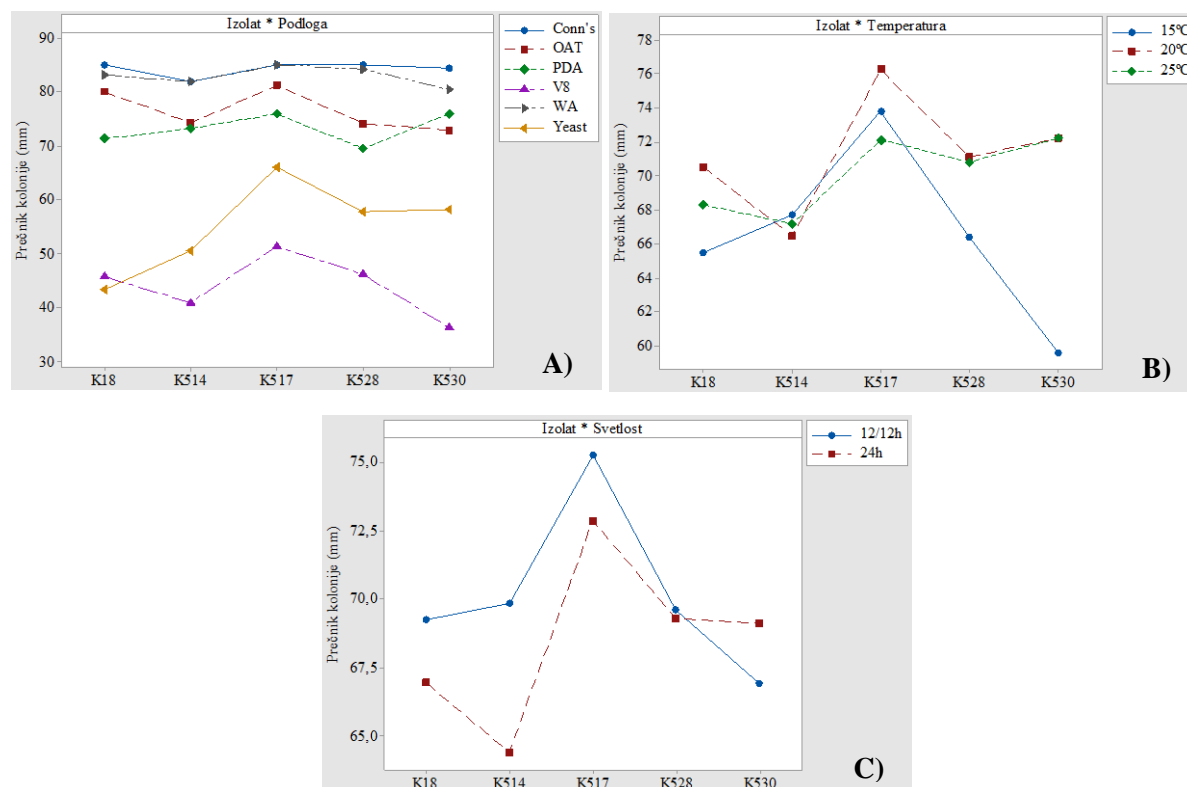 Izolat * Podloga
Prečnik kolonije (mm)
90
80
70
60
50
40
30
K18 K514 K517 K528 K530
Conn's
OAT
PDA
V8
WA
Yeast
A)
Izolat * Temperatura
Prečnik kolonije (mm)
78
76
74
72
70
68
66
64
62
60
K18 K514 K517 K528 K530
15ºC
20ºC
25ºC
B)
Izolat * Svetlost
Prečnik kolonije (mm)
75,0
72,5
70,0
67,5
65,0
K18 K514 K517 K528 K530
12/12h
24h
C)